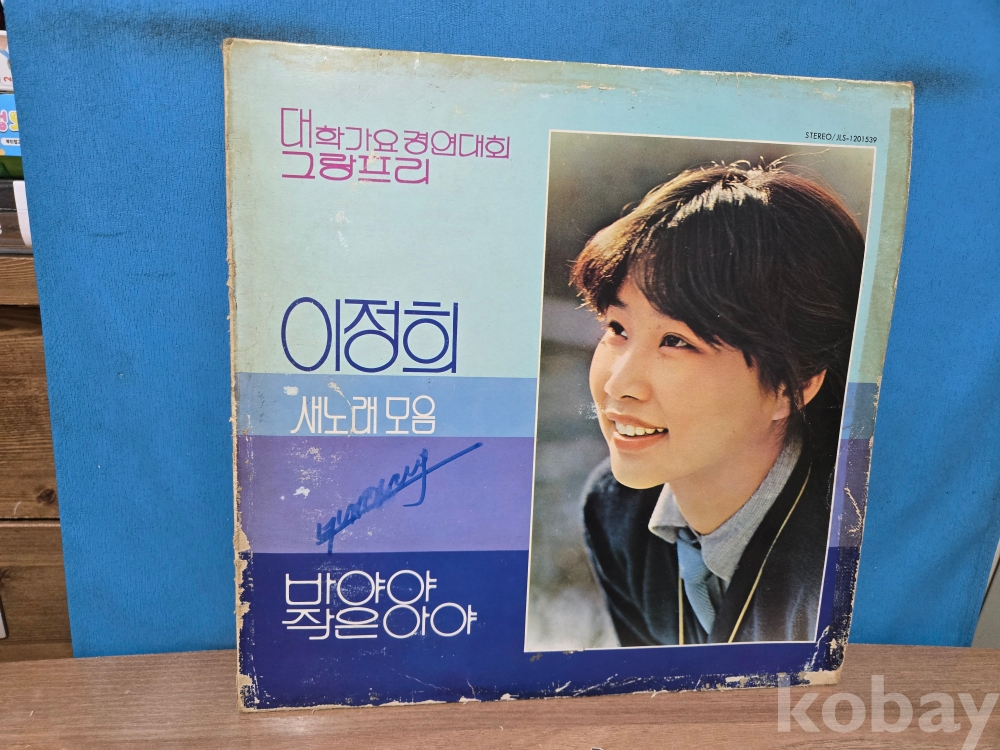 대학가요경연대회
그랑프리
STEREO/JLS-1201539
이정희
새노래 모음
바야야
작은 아야
kobay